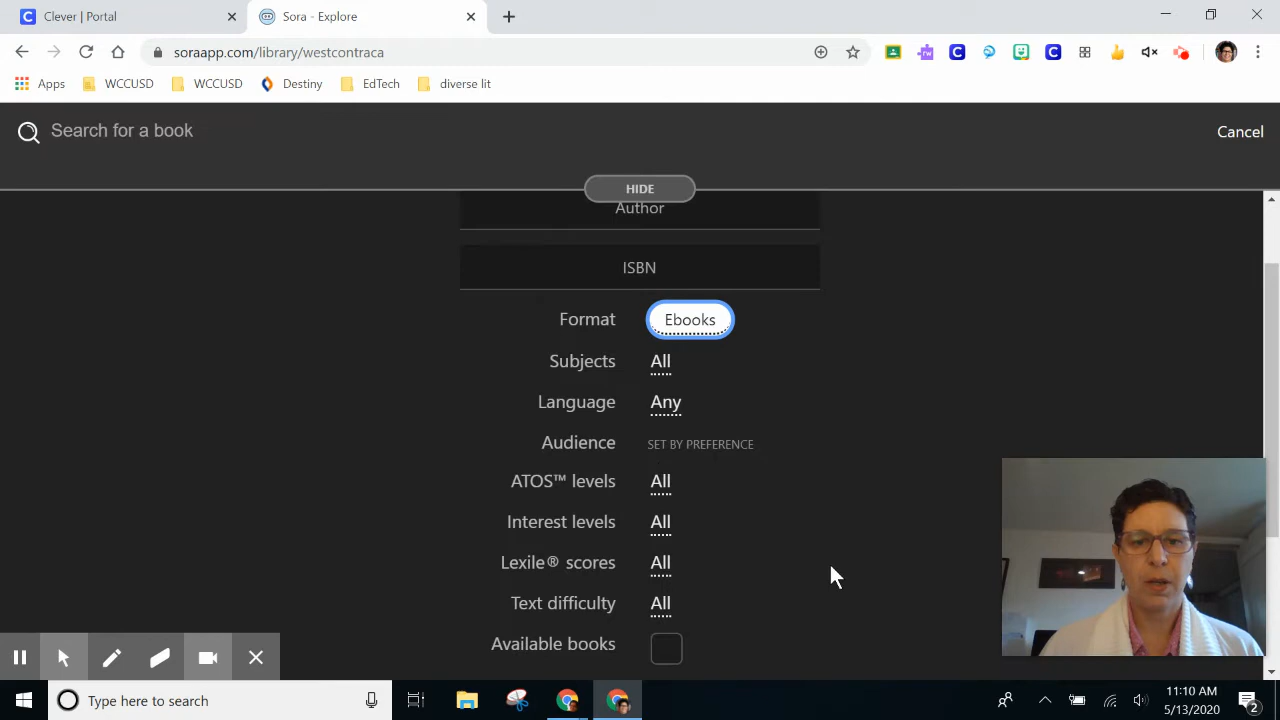 Clever | Portal
Sora - Explore
soraapp.com/library/westcontraca
Apps WCCUSD WCCUSD Destiny EdTech diverse lit
Search for a book
Cancel
HIDE
Author
ISBN
Format Ebooks
Subjects All
Language Any
Audience SET BY PREFERENCE
ATOS™ levels All
Interest levels All
Lexile® scores All
Text difficulty All
Available books
Type here to search
11:10 AM
5/13/2020
2